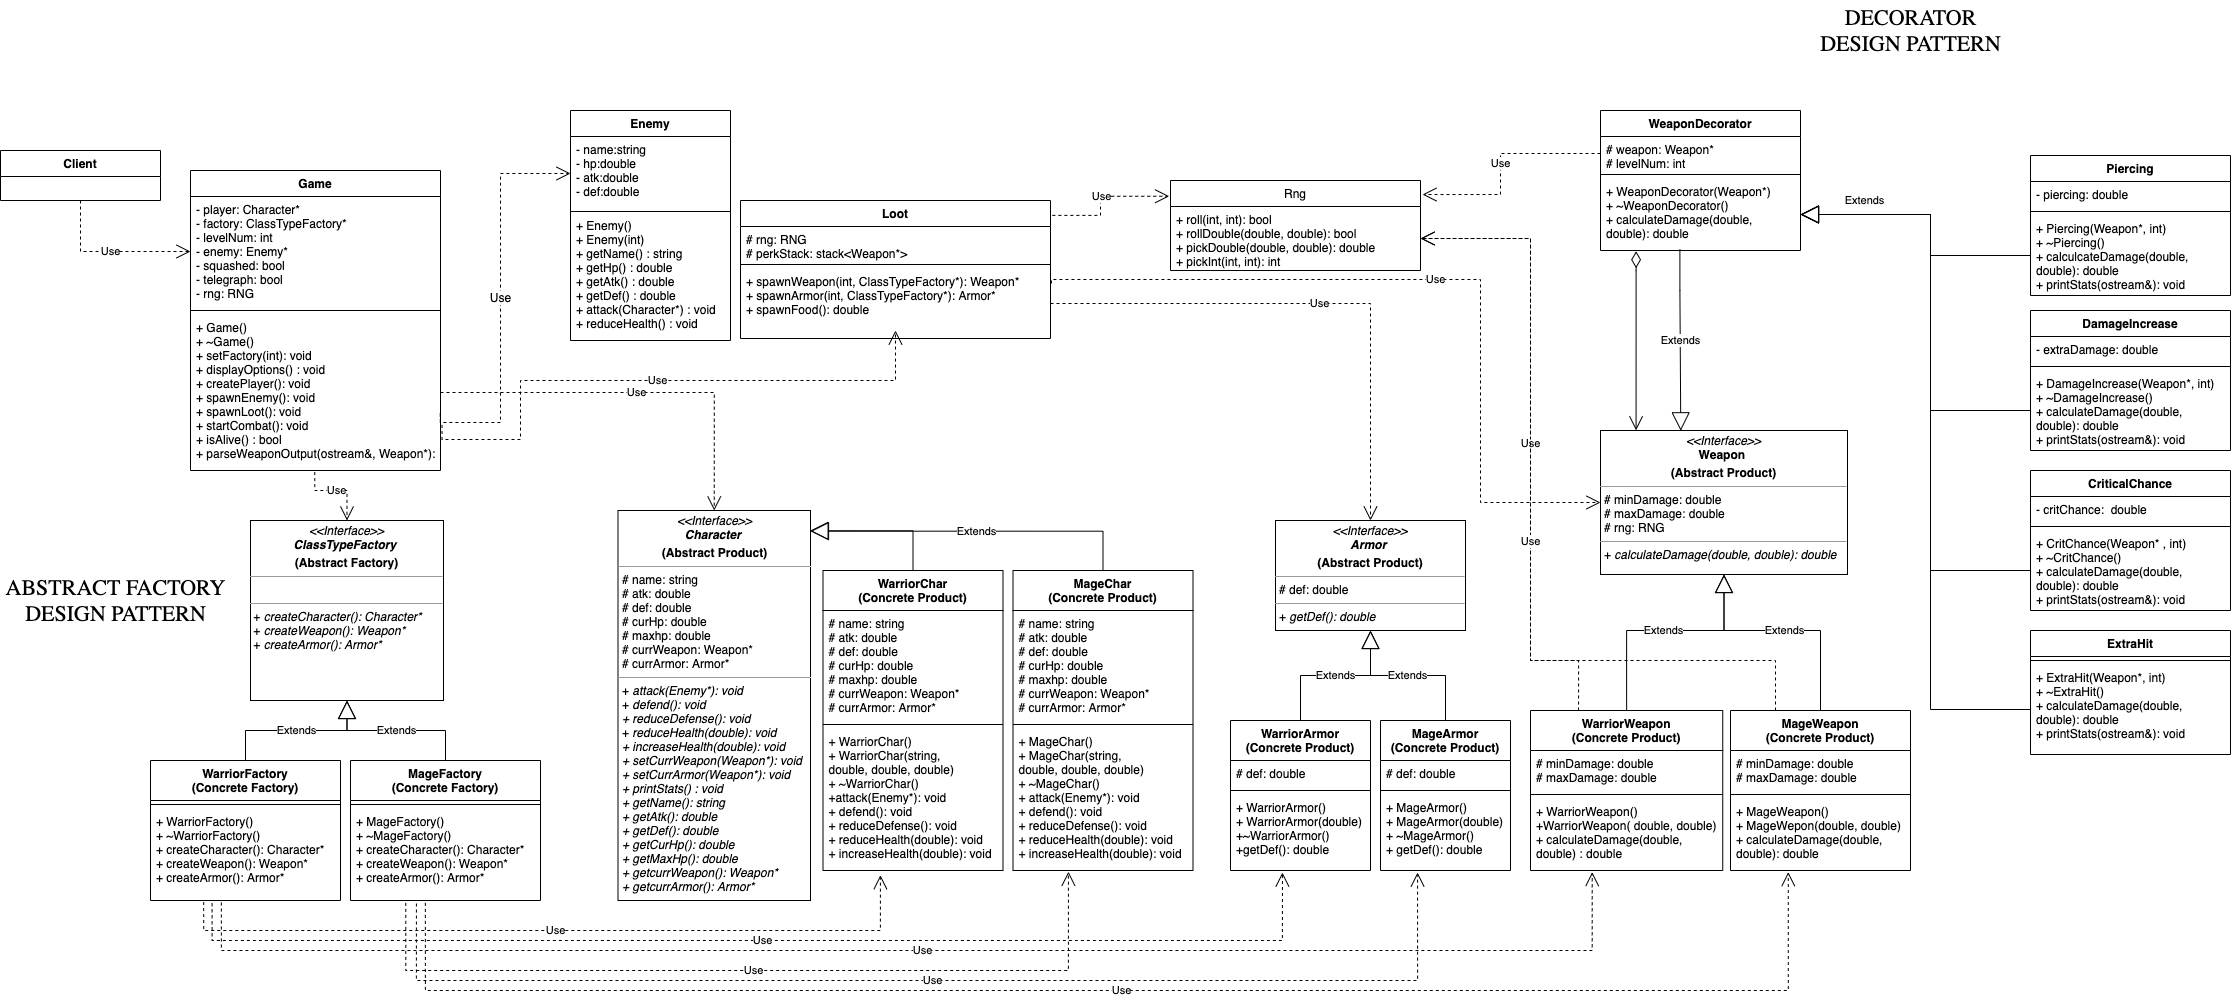 DECORATOR
DESIGN PATTERN
Client
Use
Game
- player: Character*
- factory: ClassTypeFactory*
- levelNum: int
- enemy: Enemy*
- squashed: bool
- telegraph: bool
- rng: RNG
+ Game()
+ ~Game()
+ setFactory(int): void
+ displayOptions() : void
+ createPlayer(): void
+ spawnEnemy(): void
+ spawnLoot(): void
+ startCombat(): void
+ isAlive() : bool
+ parseWeaponOutput(ostream&, Weapon*):
Use
Use
Use
Use
Enemy
- name:string
- hp:double
- atk:double
- def:double
+ Enemy()
+ Enemy(int)
+ getName() : string
+ getHp() : double
+ getAtk() : double
+ getDef() : double
+ attack(Character*) : void
+ reduceHealth() : void
Loot
# rng: RNG
# perkStack: stack<Weapon*>
+ spawnWeapon(int, ClassTypeFactory*): Weapon*
+ spawnArmor(int, ClassTypeFactory*): Armor*
+ spawnFood(): double
Use
Use
Use
Rng
+ roll(int, int): bool
+ rollDouble(double, double): bool
+ pickDouble(double, double): double
+ pickInt(int, int): int
Use
WeaponDecorator
# weapon: Weapon*
# levelNum: int
+ WeaponDecorator(Weapon*)
+ ~WeaponDecorator()
+ calculateDamage(double,
double): double
Extends
Extends
Piercing
- piercing: double
+ Piercing(Weapon*, int)
+ ~Piercing()
+ calculcateDamage(double,
double): double
+ printStats(ostream&): void
DamageIncrease
- extraDamage: double
+ DamageIncrease(Weapon*, int)
+ ~DamageIncrease()
+ calculateDamage(double,
double): double
+ printStats(ostream&): void
CriticalChance
- critChance:  double
+ CritChance(Weapon* , int)
+ ~CritChance()
+ calculateDamage(double,
double): double
+ printStats(ostream&): void
ExtraHit
+ ExtraHit(Weapon*, int)
+ ~ExtraHit()
+ calculateDamage(double,
double): double
+ printStats(ostream&): void
ABSTRACT FACTORY
DESIGN PATTERN
<<Interface>>
ClassTypeFactory
(Abstract Factory)
+ createCharacter(): Character*
+ createWeapon(): Weapon*
+ createArmor(): Armor*
Extends
Extends
WarriorFactory
(Concrete Factory)
+ WarriorFactory()
+ ~WarriorFactory()
+ createCharacter(): Character*
+ createWeapon(): Weapon*
+ createArmor(): Armor*
MageFactory
(Concrete Factory)
+ MageFactory()
+ ~MageFactory()
+ createCharacter(): Character*
+ createWeapon(): Weapon*
+ createArmor(): Armor*
<<Interface>>
Character
(Abstract Product)
# name: string
# atk: double
# def: double
# curHp: double
# maxhp: double
# currWeapon: Weapon*
# currArmor: Armor*
+ attack(Enemy*): void
+ defend(): void
+ reduceDefense(): void
+ reduceHealth(double): void
+ increaseHealth(double): void
+ setCurrWeapon(Weapon*): void
+ setCurrArmor(Weapon*): void
+ printStats() : void
+ getName(): string
+ getAtk(): double
+ getDef(): double
+ getCurHp(): double
+ getMaxHp(): double
+ getcurrWeapon(): Weapon*
+ getcurrArmor(): Armor*
Extends
WarriorChar
(Concrete Product)
# name: string
# atk: double
# def: double
# curHp: double
# maxhp: double
# currWeapon: Weapon*
# currArmor: Armor*
+ WarriorChar()
+ WarriorChar(string,
double, double, double)
+ ~WarriorChar()
+attack(Enemy*): void
+ defend(): void
+ reduceDefense(): void
+ reduceHealth(double): void
+ increaseHealth(double): void
MageChar
(Concrete Product)
# name: string
# atk: double
# def: double
# curHp: double
# maxhp: double
# currWeapon: Weapon*
# currArmor: Armor*
+ MageChar()
+ MageChar(string,
double, double, double)
+ ~MageChar()
+ attack(Enemy*): void
+ defend(): void
+ reduceDefense(): void
+ reduceHealth(double): void
+ increaseHealth(double): void
<<Interface>>
Armor
(Abstract Product)
# def: double
+ getDef(): double
Extends
Extends
WarriorArmor
(Concrete Product)
# def: double
+ WarriorArmor()
+ WarriorArmor(double)
+~WarriorArmor()
+getDef(): double
MageArmor
(Concrete Product)
# def: double
+ MageArmor()
+ MageArmor(double)
+ ~MageArmor()
+ getDef(): double
Use
Use
<<Interface>>
Weapon
(Abstract Product)
# minDamage: double
# maxDamage: double
# rng: RNG
+ calculateDamage(double, double): double
Extends
Extends
WarriorWeapon
(Concrete Product)
# minDamage: double
# maxDamage: double
+ WarriorWeapon()
+WarriorWeapon( double, double)
+ calculateDamage(double,
double) : double
MageWeapon
(Concrete Product)
# minDamage: double
# maxDamage: double
+ MageWeapon()
+ MageWepon(double, double)
+ calculateDamage(double,
double): double
Use
Use
Use
Use
Use
Use